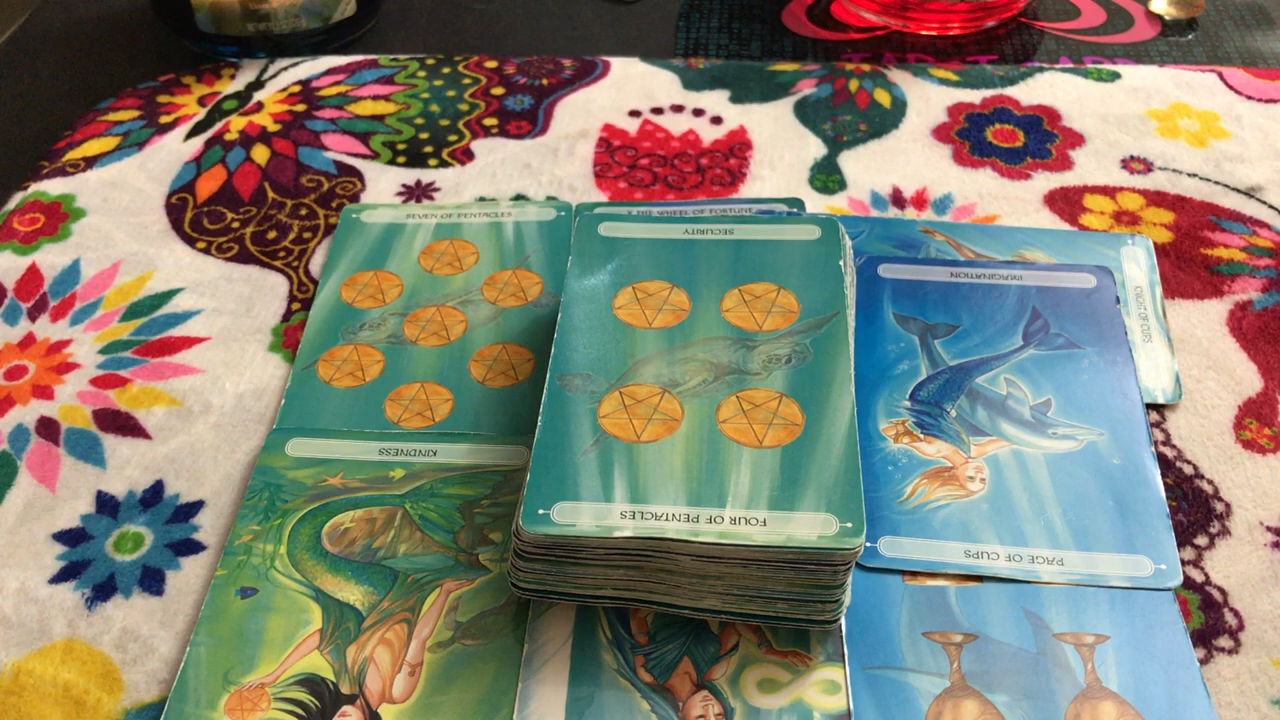 SEVEN OF PENTACLES
X THE WHEEL OF FORTUNE
SECURITY
FOUR OF PENTACLES
KINDNESS
IMAGINATION
PAGE OF CUPS
KNIGHT OF CUPS